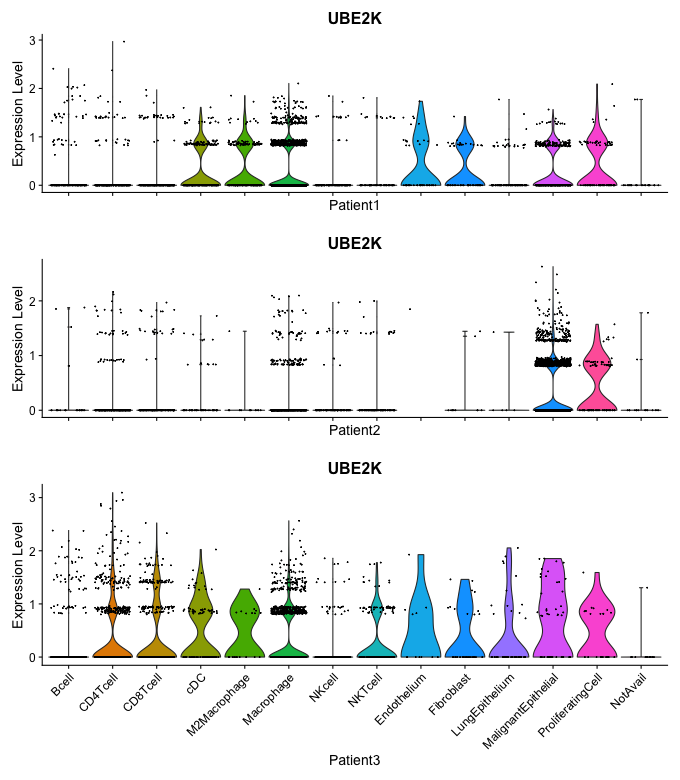 UBE2K
Expression Level
3
2
1
0
Patient1
UBE2K
Expression Level
2
1
0
Patient2
UBE2K
Expression Level
3
2
1
0
Bcell
CD4Tcell
CD8Tcell
cDC
M2Macrophage
Macrophage
NKcell
NKTcell
Endothelium
Fibroblast
LungEpithelium
MalignantEpithelial
ProliferatingCell
NotAvail
Patient3